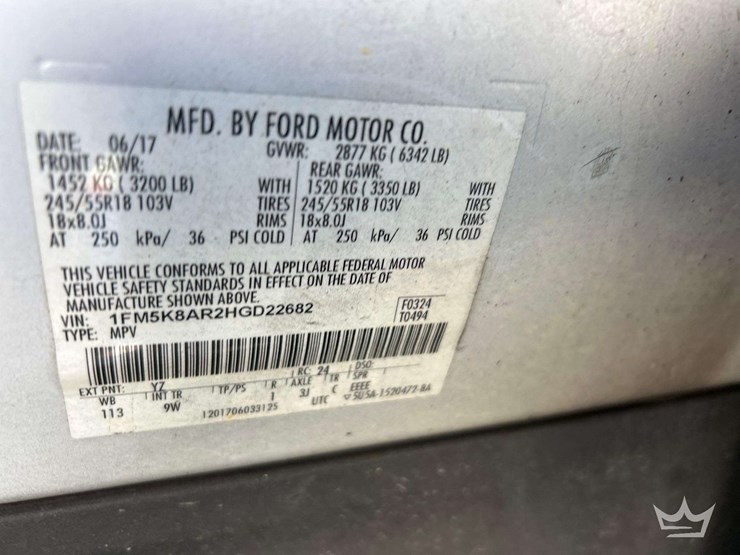 MFD. BY FORD MOTOR CO.
DATE: 06/17 GVWR: 2877 KG ( 6342 LB)
FRONT GAWR: REAR GAWR:
1452 KG ( 3200 LB) WITH 1520 KG ( 3350 LB) WITH
245/55R18 103V TIRES 245/55R18 103V TIRES
18x8.0J RIMS 18x8.0J RIMS
AT 250 kPa/ 36 PSI COLD AT 250 kPa/ 36 PSI COLD
THIS VEHICLE CONFORMS TO ALL APPLICABLE FEDERAL MOTOR
VEHICLE SAFETY STANDARDS IN EFFECT ON THE DATE OF
MANUFACTURE SHOWN ABOVE.
VIN: 1FM5K8AR2HGD22682 F0324
TYPE: MPV T0494
EXT PNT: YZ RC: 24 DSO:
WB INT TR TP/PS R AXLE TR SPR
113 9W I 3J C EEEE
1201706033125 UTC